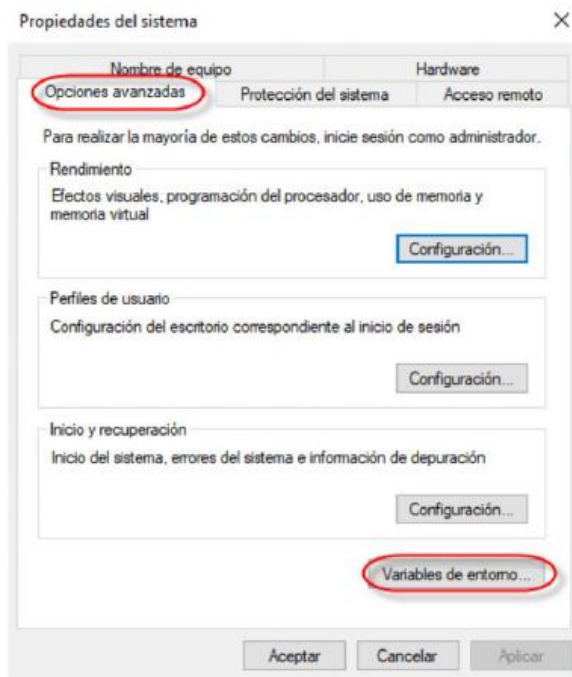 Propiedades del sistema
Nombre de equipo
Hardware
Opciones avanzadas
Protección del sistema
Acceso remoto
Para realizar la mayoría de estos cambios, inicie sesión como administrador.
Rendimiento
Efectos visuales, programación del procesador, uso de memoria y
memoria virtual
Configuración...
Perfiles de usuario
Configuración del escritorio correspondiente al inicio de sesión
Configuración...
Inicio y recuperación
Inicio del sistema, errores del sistema e información de depuración
Configuración...
Variables de entorno...
Aceptar
Cancelar
Aplicar